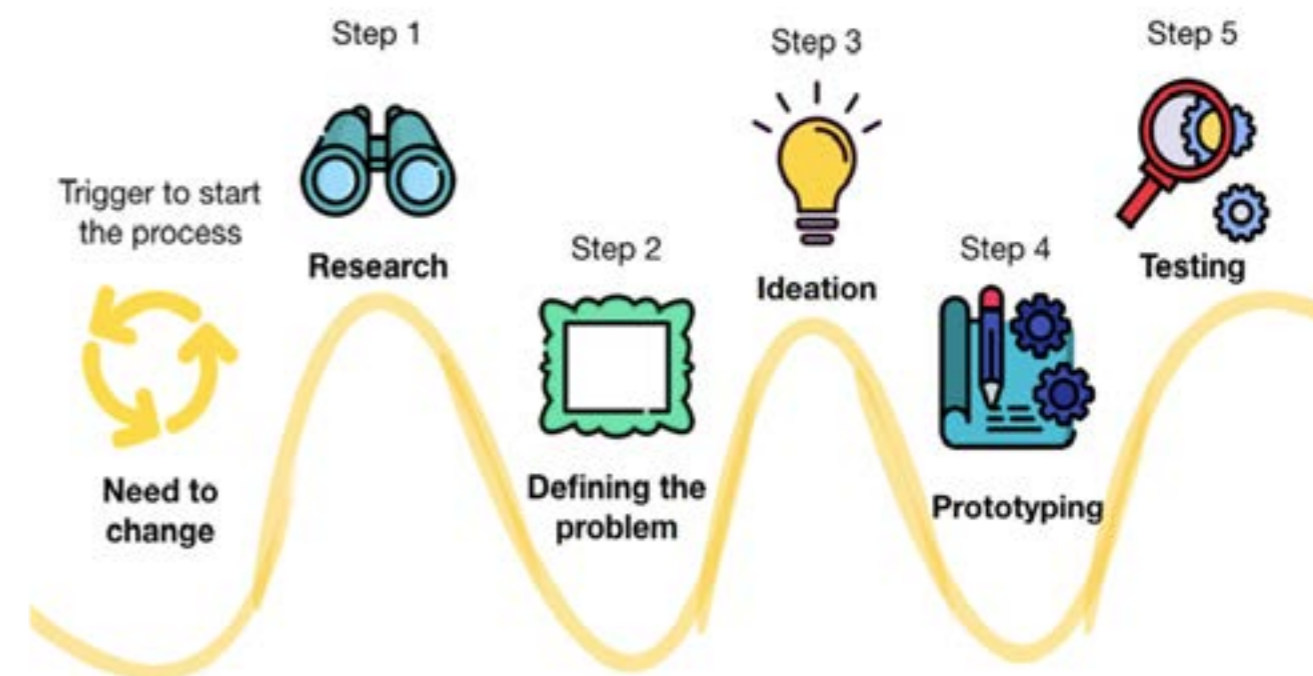 Trigger to start
the process
Need to
change
Step 1
Research
Step 2
Defining the
problem
Step 3
Ideation
Step 4
Prototyping
Step 5
Testing